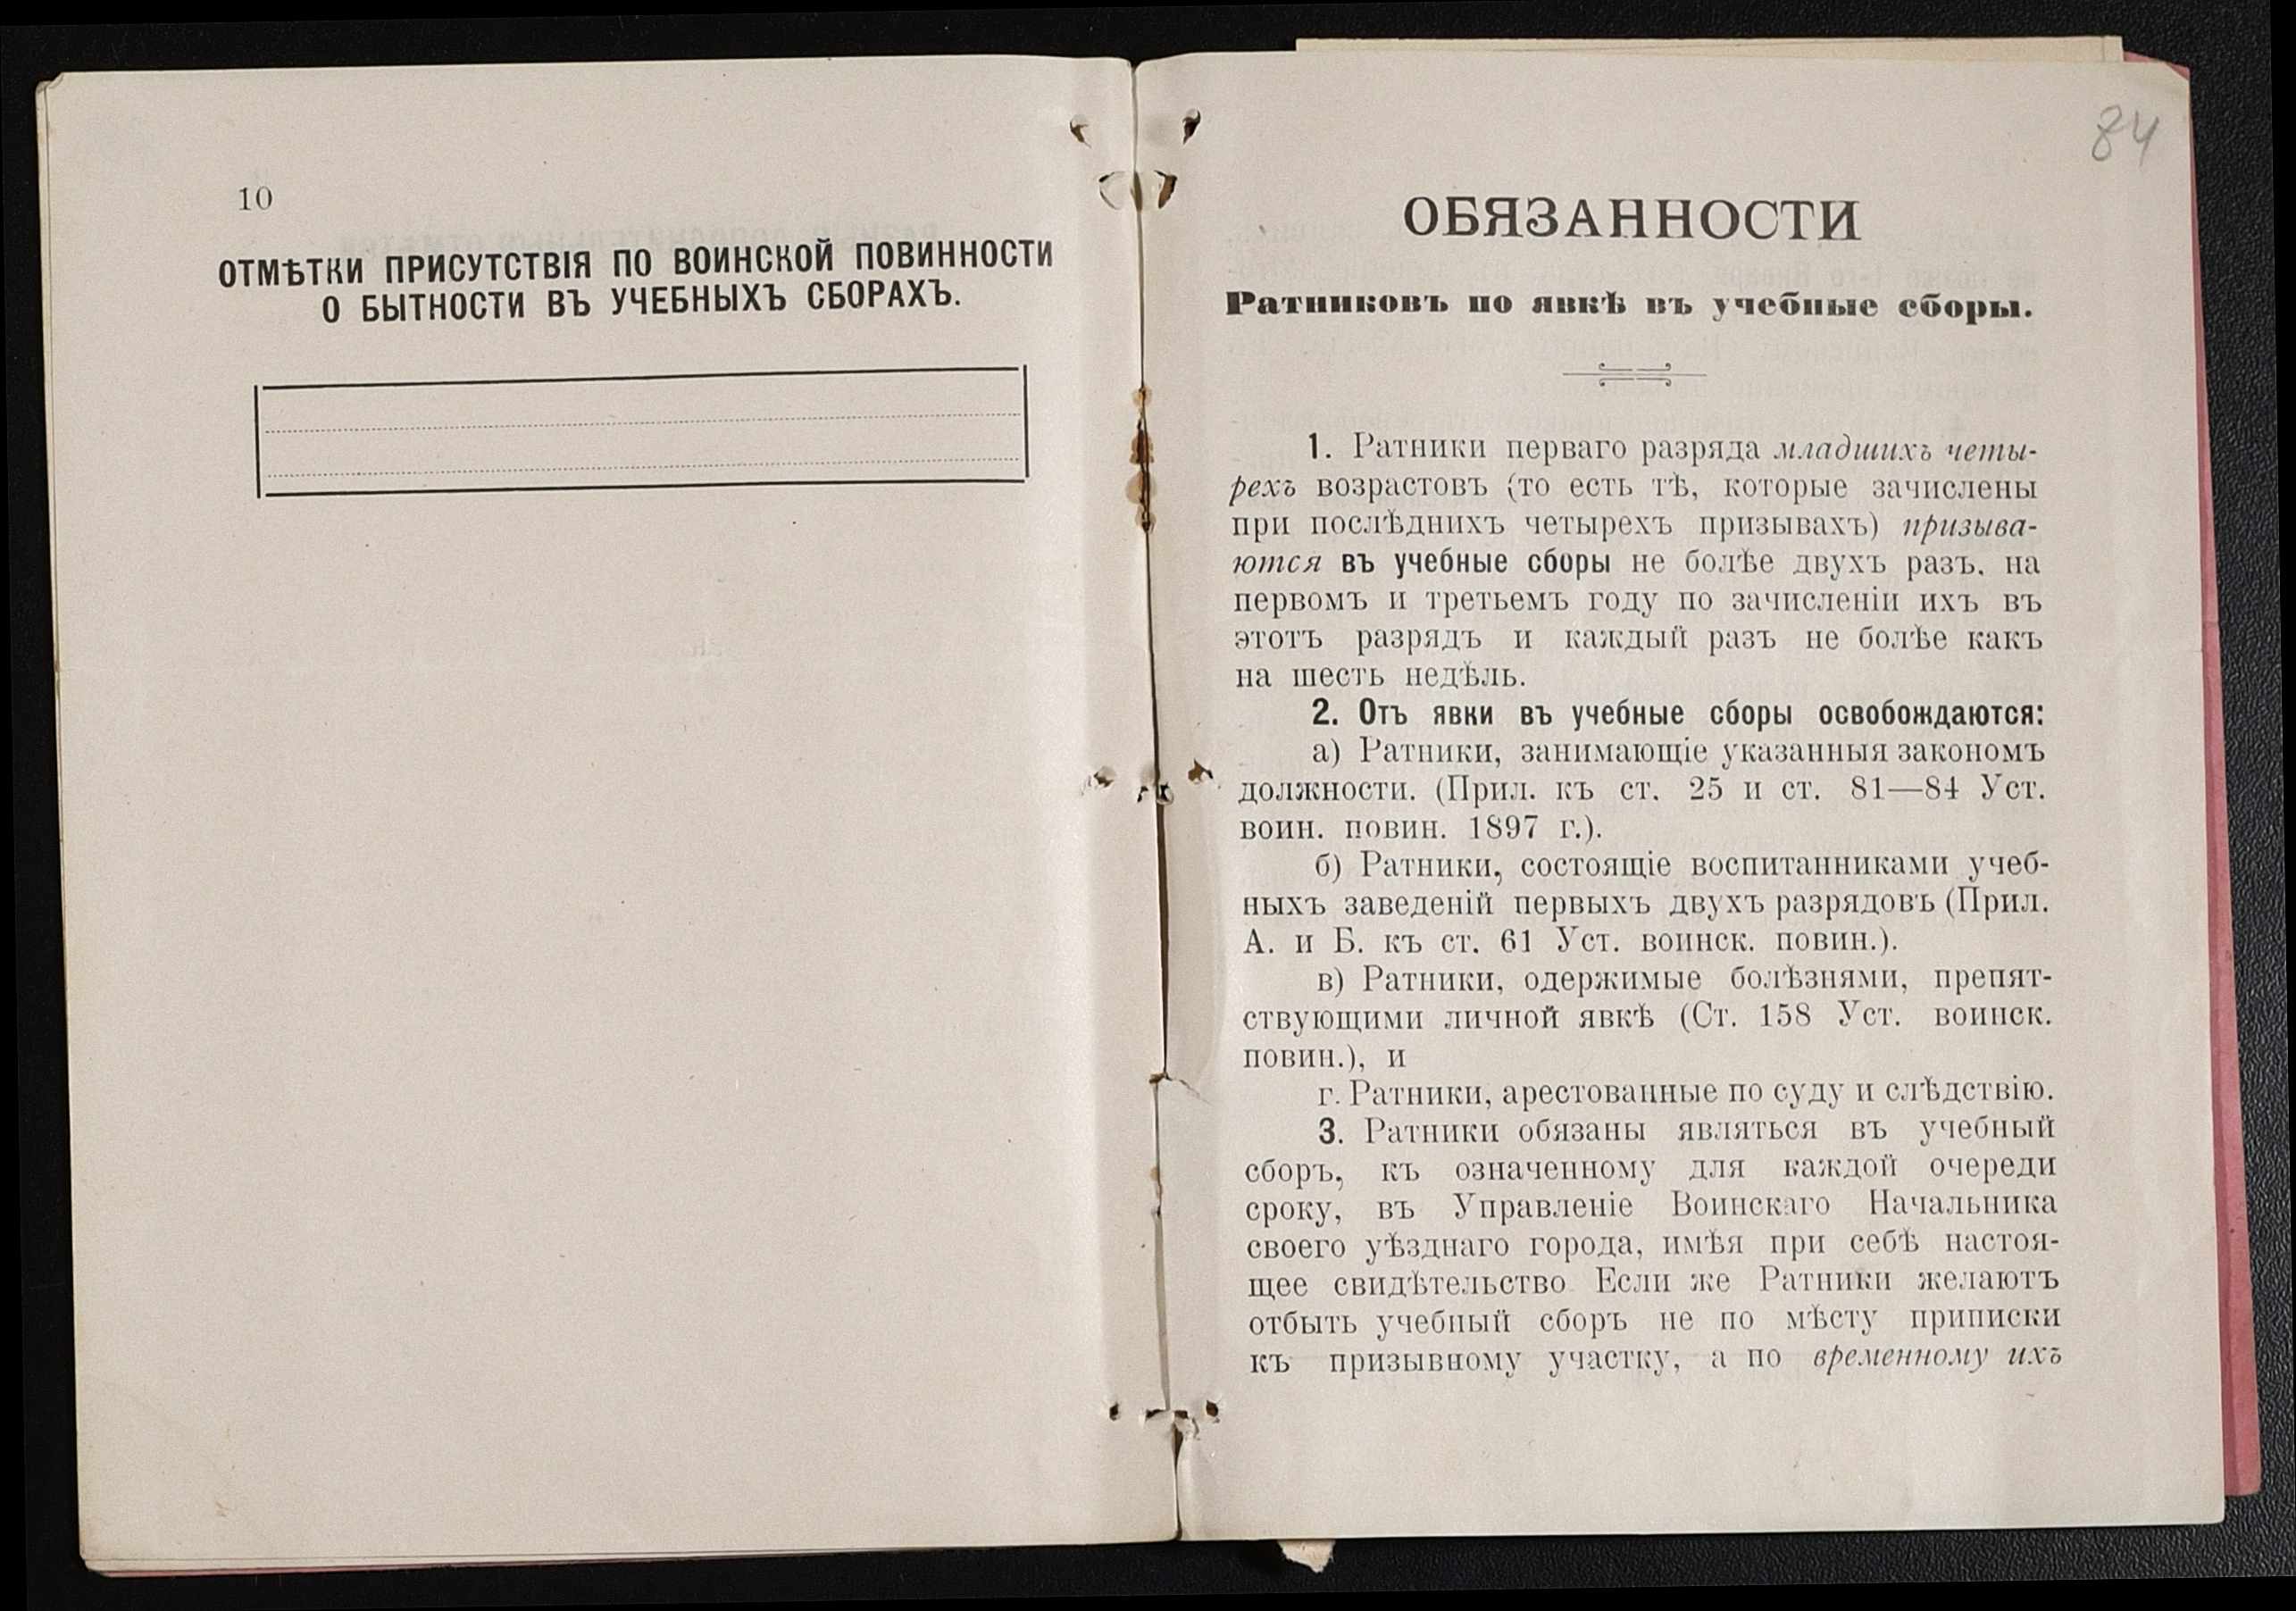 10
ОТМѢТКИ ПРИСУТСТВІЯ ПО ВОИНСКОЙ ПОВИННОСТИ
О БЫТНОСТИ ВЪ УЧЕБНЫХЪ СБОРАХЪ.
84
ОБЯЗАННОСТИ
Ратниковъ по явкѣ въ учебные сборы.
1. Ратники перваго разряда младшихъ четы-
рехъ возрастовъ (то есть тѣ, которые зачислены
при послѣднихъ четырехъ призывахъ) призыва-
ются въ учебные сборы не болѣе двухъ разъ. на
первомъ и третьемъ году по зачисленіи ихъ въ
этотъ разрядъ и каждый разъ не болѣе какъ
на шесть недѣль.
2. Отъ явки въ учебные сборы освобождаются:
а) Ратники, занимающіе указанныя закономъ
должности. (Прил. къ ст. 25 и ст. 81—84 Уст.
воин. повин. 1897 г.).
б) Ратники, состоящіе воспитанниками учеб-
ныхъ заведеній первыхъ двухъ разрядовъ (Прил.
А. и Б. къ ст. 61 Уст. воинск. повин.).
в) Ратники, одержимые болѣзнями, препят-
ствующими личной явкѣ (Ст. 158 Уст. воинск.
повин.), и
г. Ратники, арестованные по суду и слѣдствію.
3. Ратники обязаны являться въ учебный
сборъ, къ означенному для каждой очереди
сроку, въ Управленіе Воинскаго Начальника
своего уѣзднаго города, имѣя при себѣ настоя-
щее свидѣтельство Если же Ратники желаютъ
отбыть учебный сборъ не по мѣсту приписки
къ призывному участку, а по временному ихъ